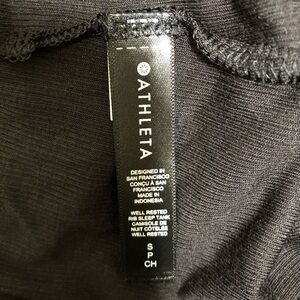 ATHLETA
DESIGNED IN
SAN FRANCISCO
CONÇU À SAN
FRANCISCO
MADE IN
INDONESIA
WELL RESTED
RIB SLEEP TANK
CAMISOLE DE
NUIT CÔTELÉE
WELL RESTED
S
P
CH